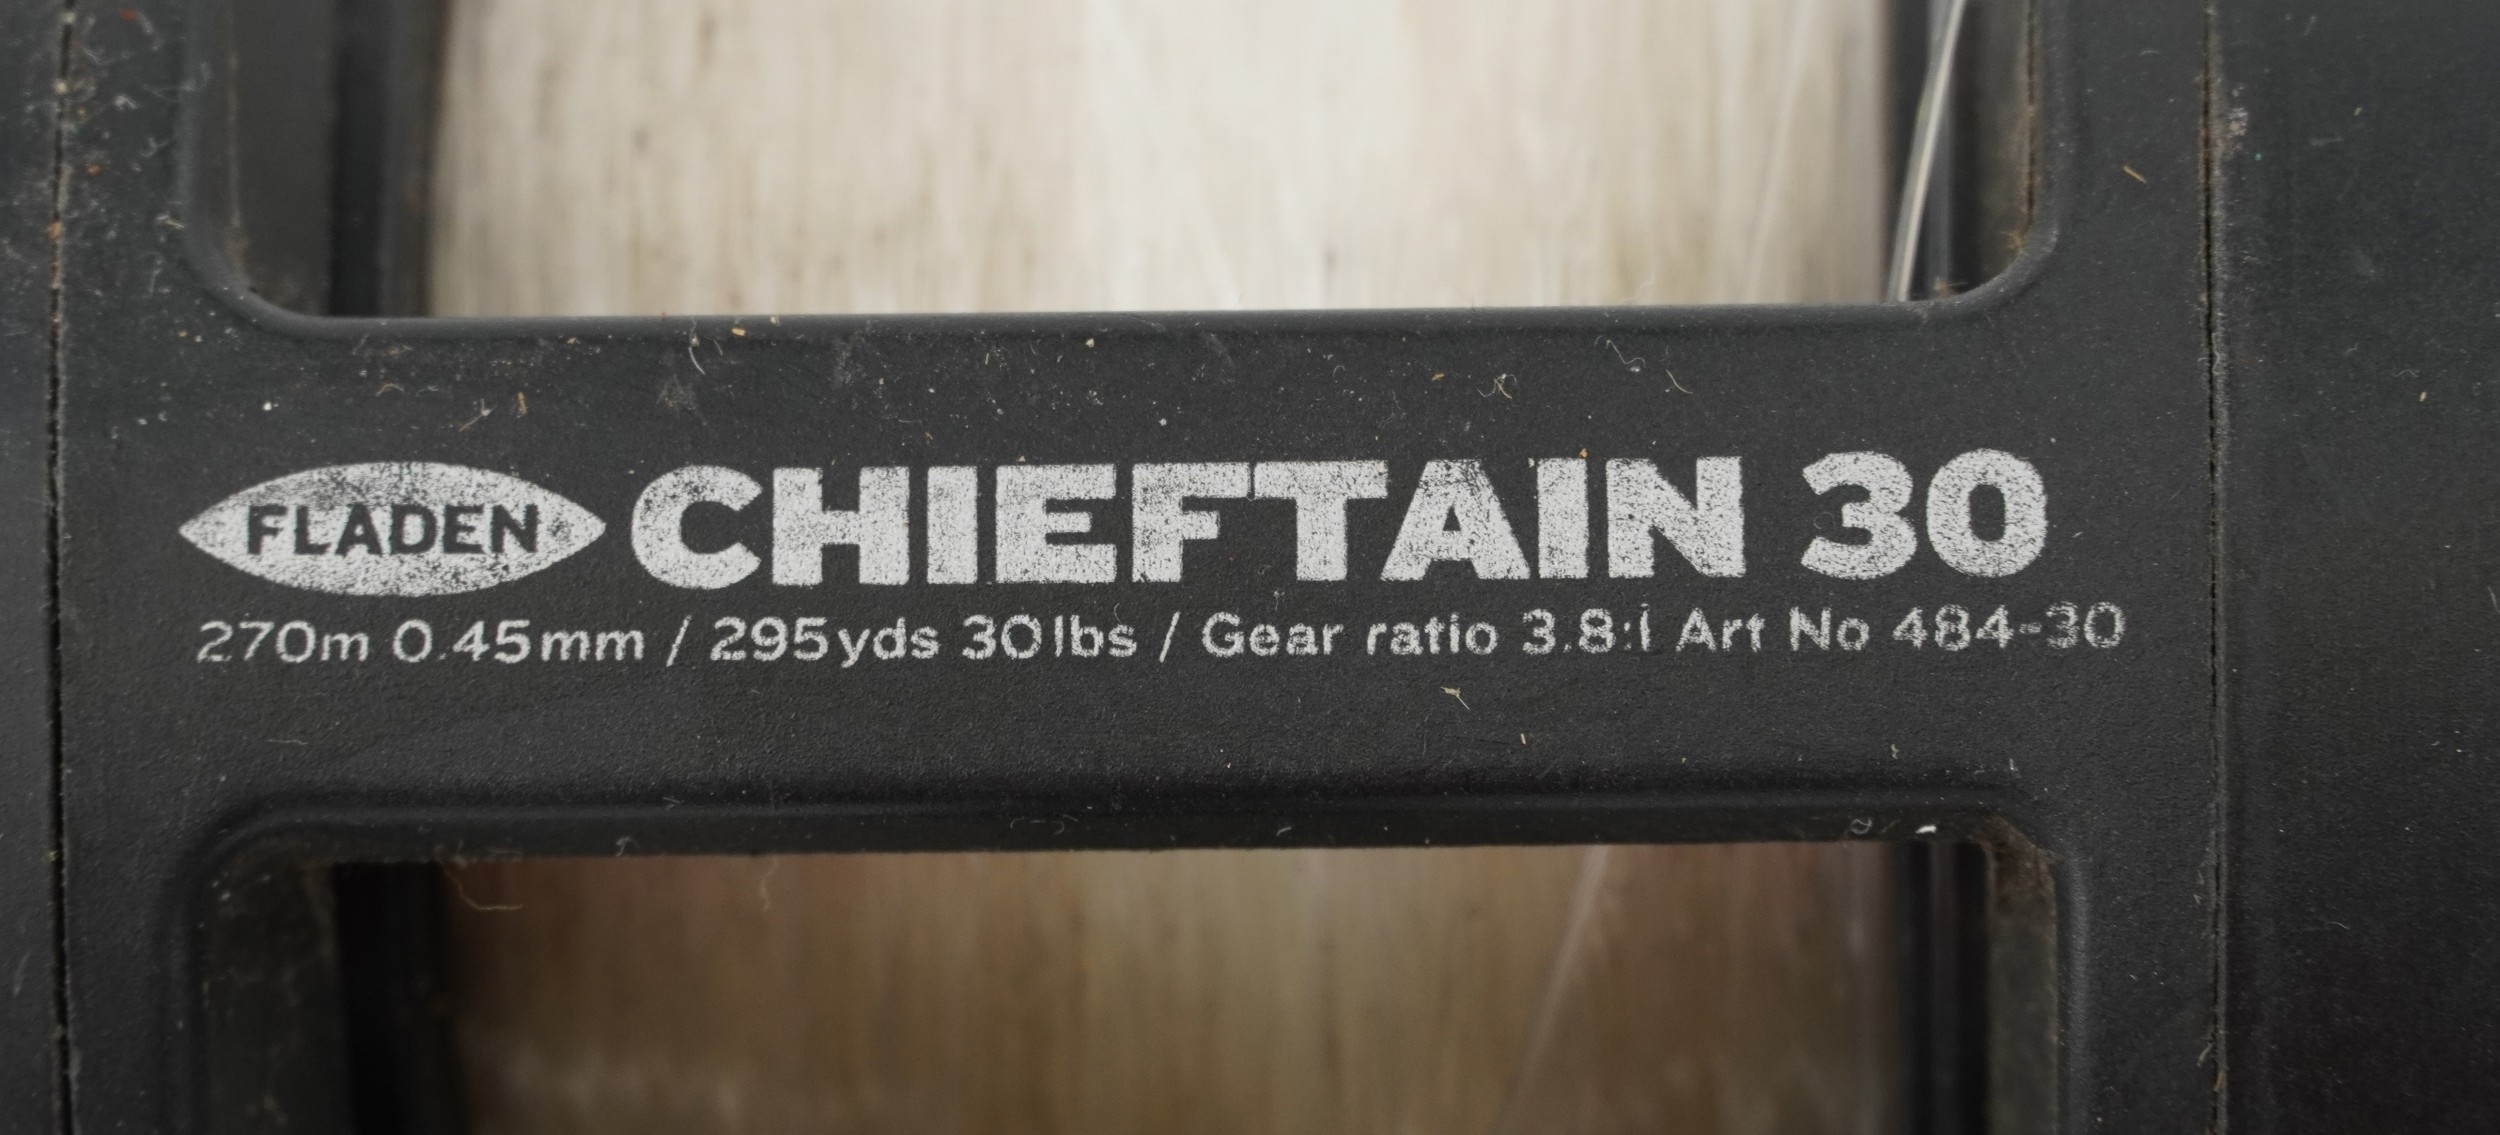 FLADEN CHIEFTAIN 30
270m 0.45mm / 295yds 30lbs / Gear ratio 3.8:1 Art No 484-30